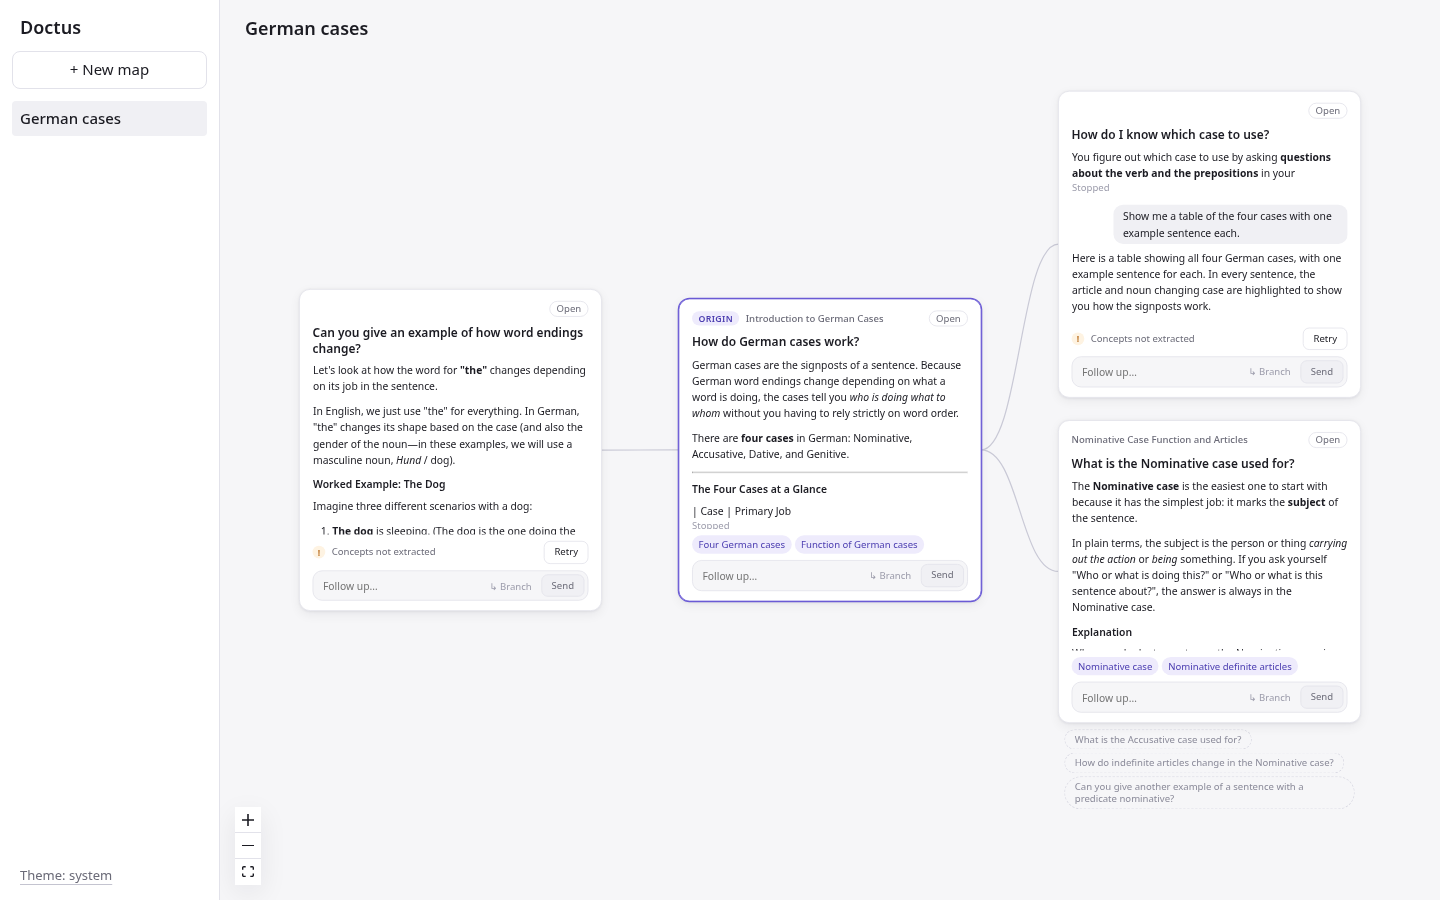 Doctus
+ New map
German cases
Theme: system
German cases
Open
Can you give an example of how word endings
change?
Let's look at how the word for "the" changes depending
on its job in the sentence.
In English, we just use "the" for everything. In German,
"the" changes its shape based on the case (and also the
gender of the noun—in these examples, we will use a
masculine noun, Hund / dog).
Worked Example: The Dog
Imagine three different scenarios with a dog:
1. The dog is sleeping. (The dog is the one doing the
! Concepts not extracted
Retry
Follow up...
↳ Branch
Send
ORIGIN
Introduction to German Cases
Open
How do German cases work?
German cases are the signposts of a sentence. Because
German word endings change depending on what a
word is doing, the cases tell you who is doing what to
whom without you having to rely strictly on word order.
There are four cases in German: Nominative,
Accusative, Dative, and Genitive.
The Four Cases at a Glance
| Case | Primary Job
Stopped
Four German cases
Function of German cases
Follow up...
↳ Branch
Send
Open
How do I know which case to use?
You figure out which case to use by asking questions
about the verb and the prepositions in your
Stopped
Show me a table of the four cases with one
example sentence each.
Here is a table showing all four German cases, with one
example sentence for each. In every sentence, the
article and noun changing case are highlighted to show
you how the signposts work.
! Concepts not extracted
Retry
Follow up...
↳ Branch
Send
Nominative Case Function and Articles
Open
What is the Nominative case used for?
The Nominative case is the easiest one to start with
because it has the simplest job: it marks the subject of
the sentence.
In plain terms, the subject is the person or thing carrying
out the action or being something. If you ask yourself
"Who or what is doing this?" or "Who or what is this
sentence about?", the answer is always in the
Nominative case.
Explanation
Nominative case
Nominative definite articles
Follow up...
↳ Branch
Send
What is the Accusative case used for?
How do indefinite articles change in the Nominative case?
Can you give another example of a sentence with a
predicate nominative?